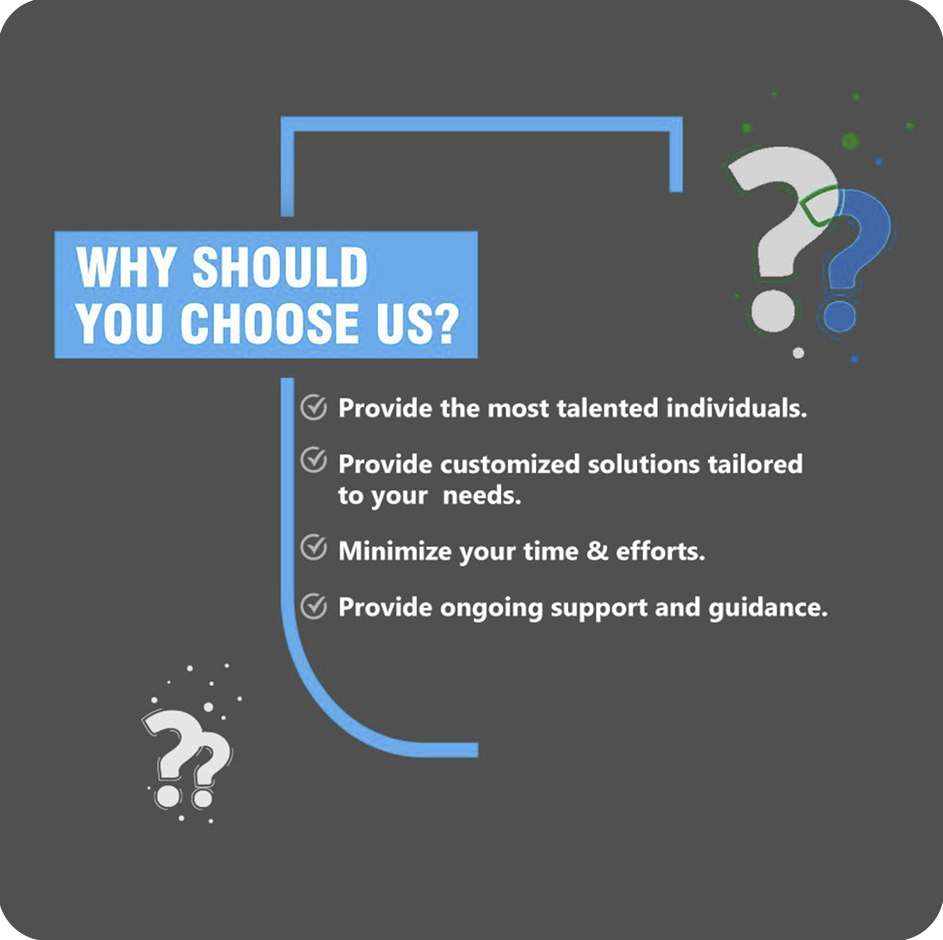 WHY SHOULD
YOU CHOOSE US?
Provide the most talented individuals.
Provide customized solutions tailored
to your  needs.
Minimize your time & efforts.
Provide ongoing support and guidance.
??
??